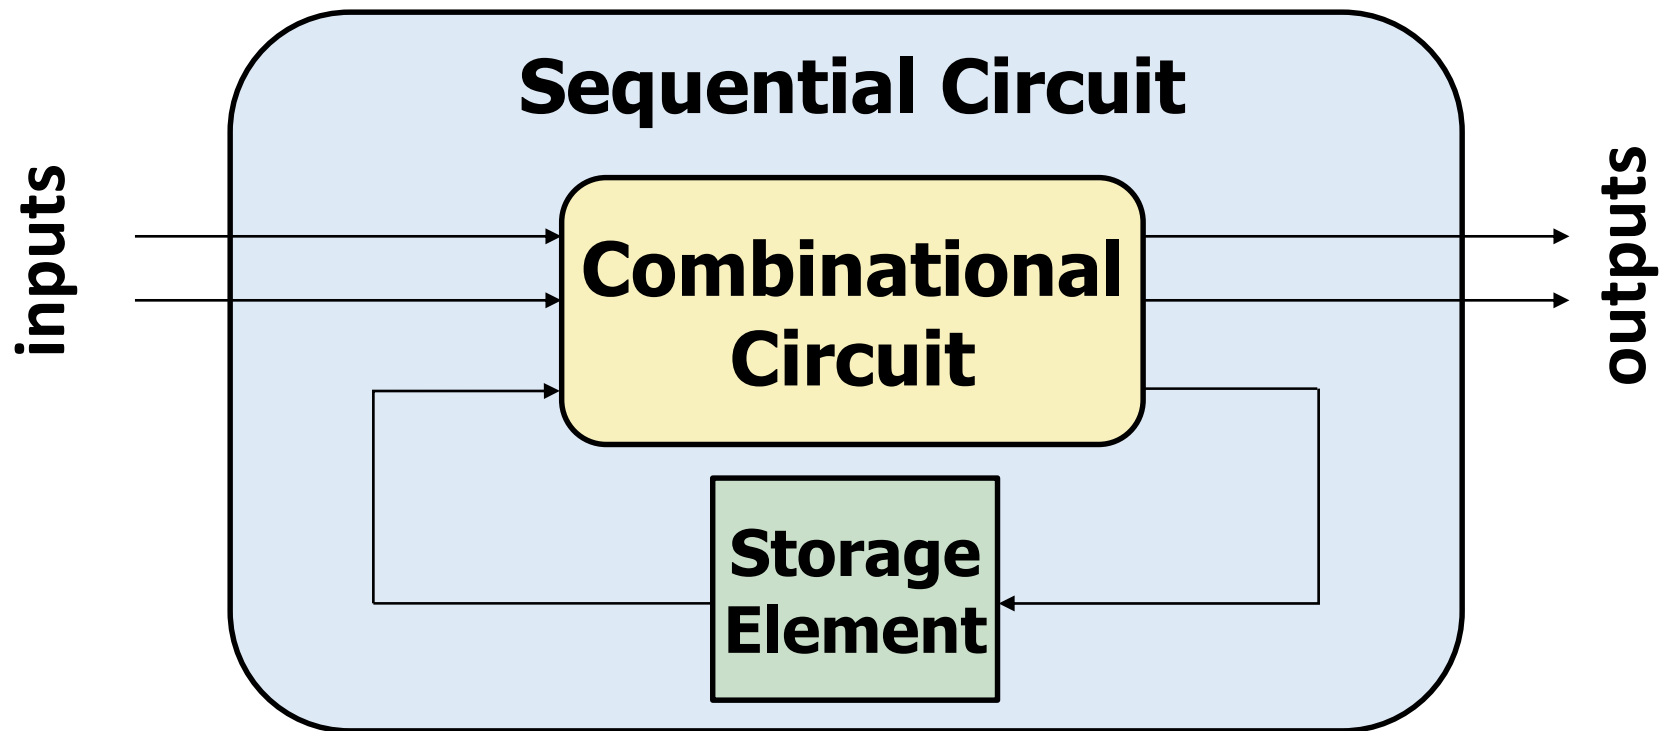 Sequential Circuit
inputs
Combinational
Circuit
outputs
Storage
Element